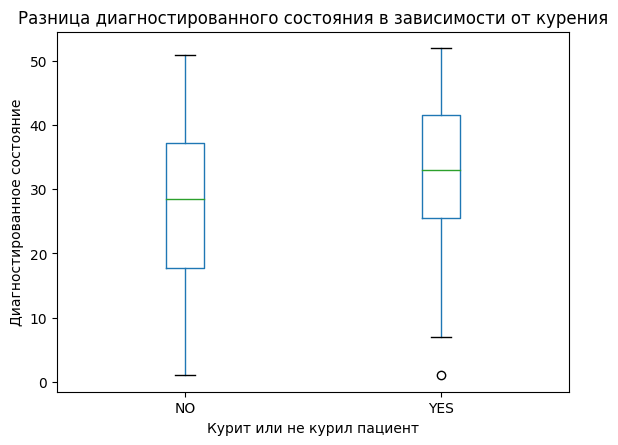 Разница диагностированного состояния в зависимости от курения
Диагностированное состояние
50
40
30
20
10
0
NO
YES
Курит или не курил пациент